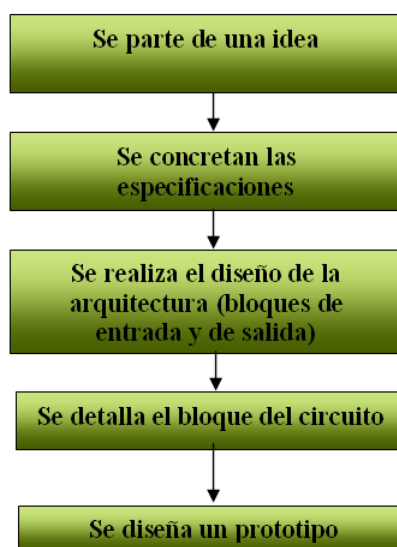 Se parte de una idea
Se concretan las
especificaciones
Se realiza el diseño de la
arquitectura (bloques de
entrada y de salida)
Se detalla el bloque del circuito
Se diseña un prototipo